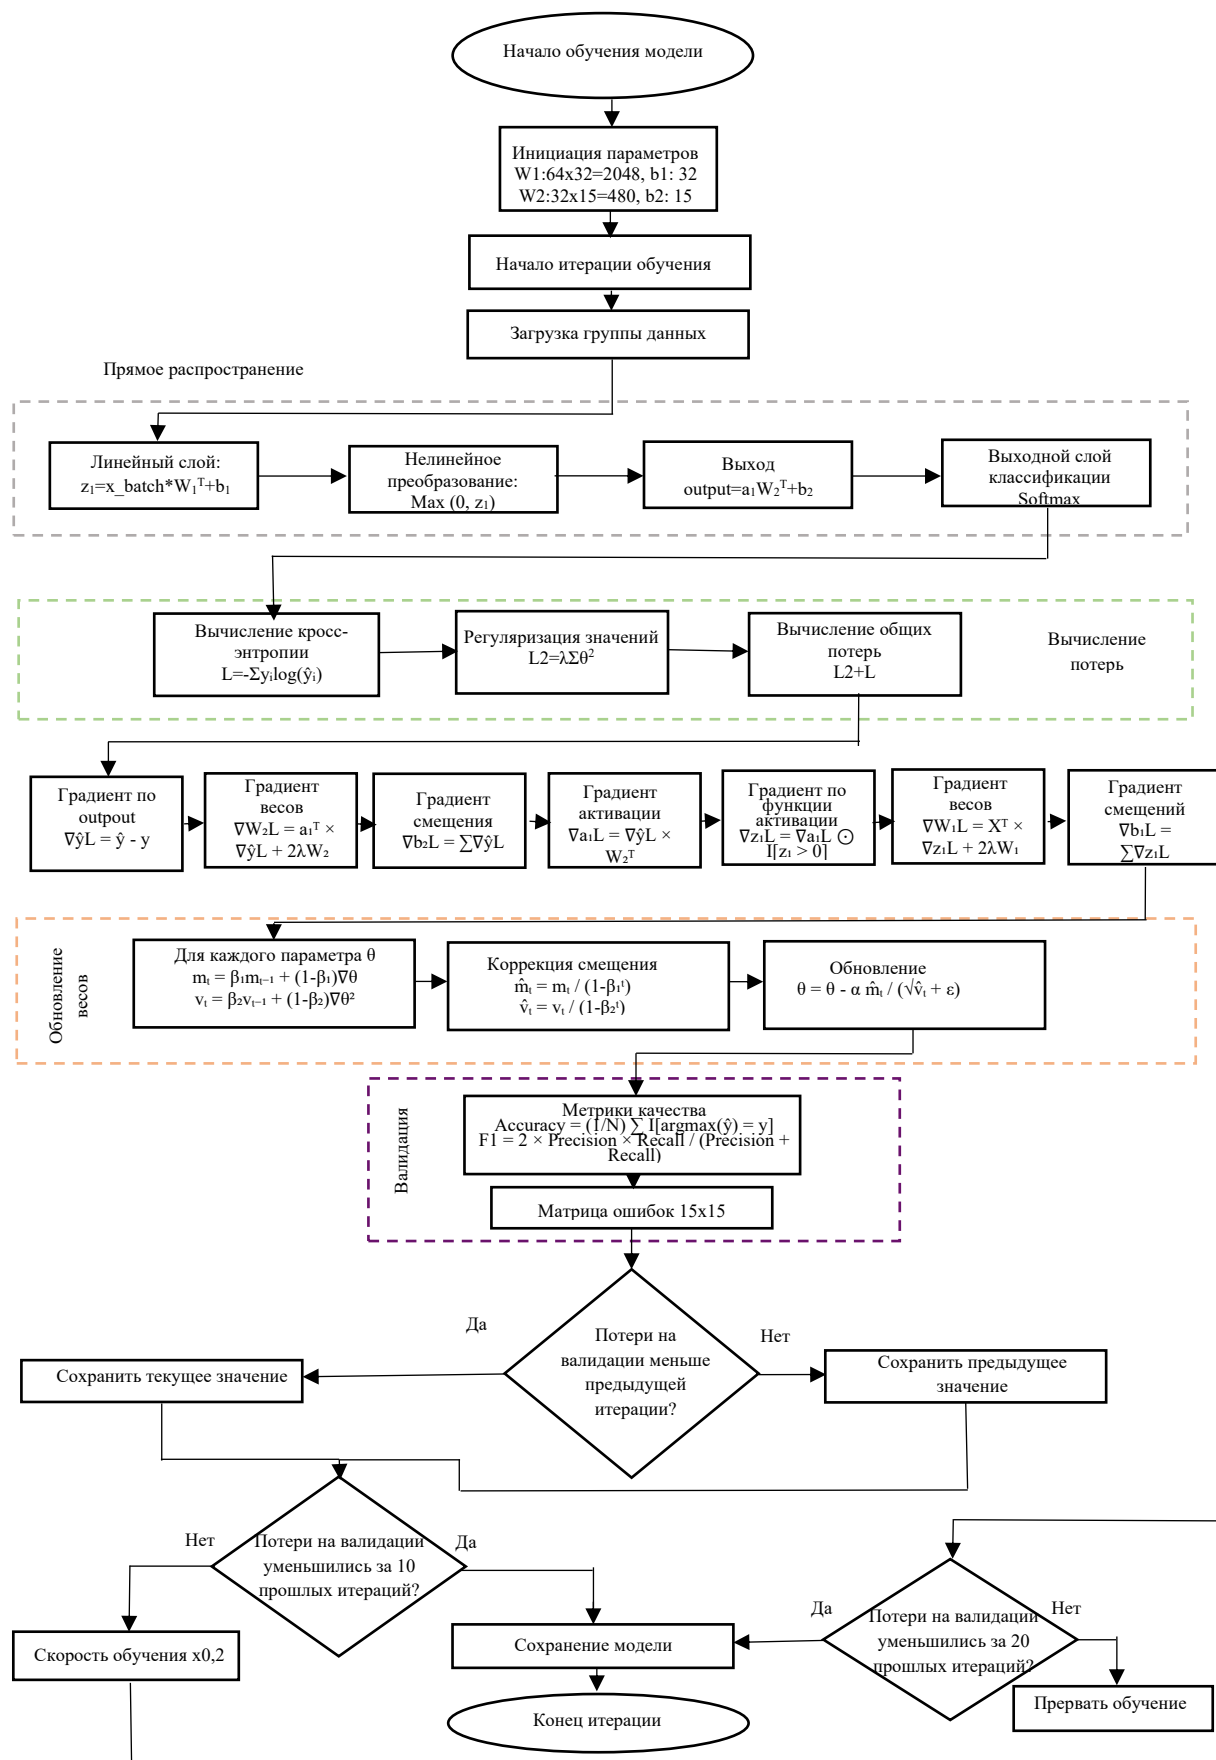 Начало обучения модели
Инициация параметров
W1:64x32=2048, b1: 32
W2:32x15=480, b2: 15
Начало итерации обучения
Загрузка группы данных
Прямое распространение
Линейный слой:
z₁=x_batch*W₁ᵀ+b₁
Нелинейное
преобразование:
Max (0, z₁)
Выход
output=a₁W₂ᵀ+b₂
Выходной слой
классификации
Softmax
Вычисление кросс-
энтропии
L=-Σyᵢlog(ŷᵢ)
Регуляризация значений
L2=λΣθ²
Вычисление общих
потерь
L2+L
Вычисление
потерь
Градиент по
outpout
∇ŷL = ŷ - y
Градиент
весов
∇W₂L = a₁ᵀ ×
∇ŷL + 2λW₂
Градиент
смещения
∇b₂L = ∑∇ŷL
Градиент
активации
∇a₁L = ∇ŷL ×
W₂ᵀ
Градиент по
функции
активации
∇z₁L = ∇a₁L ⊙
I[z₁ > 0]
Градиент
весов
∇W₁L = Xᵀ ×
∇z₁L + 2λW₁
Градиент
смещений
∇b₁L =
∑∇z₁L
Обновление
весов
Для каждого параметра θ
mₜ = β₁mₜ₋₁ + (1-β₁)∇θ
vₜ = β₂vₜ₋₁ + (1-β₂)∇θ²
Коррекция смещения
m̂ₜ = mₜ / (1-β₁ᵗ)
v̂ₜ = vₜ / (1-β₂ᵗ)
Обновление
θ = θ - α m̂ₜ / (√v̂ₜ + ε)
Валидация
Метрики качества
Accuracy = (1/N) ∑ I[argmax(ŷ) = y]
F1 = 2 × Precision × Recall / (Precision +
Recall)
Матрица ошибок 15x15
Потери на
валидации меньше
предыдущей
итерации?
Да
Нет
Сохранить текущее значение
Сохранить предыдущее
значение
Потери на валидации
уменьшились за 10
прошлых итераций?
Нет
Да
Потери на валидации
уменьшились за 20
прошлых итераций?
Да
Нет
Скорость обучения x0,2
Сохранение модели
Прервать обучение
Конец итерации